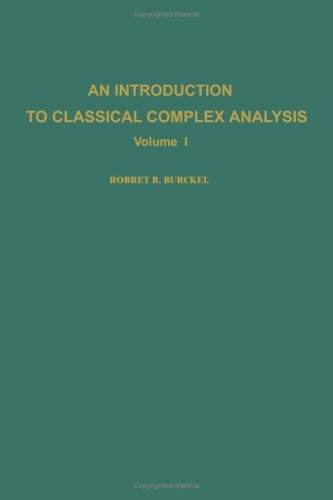 AN INTRODUCTION
TO CLASSICAL COMPLEX ANALYSIS
Volume I
ROBRET B. BURCKEL